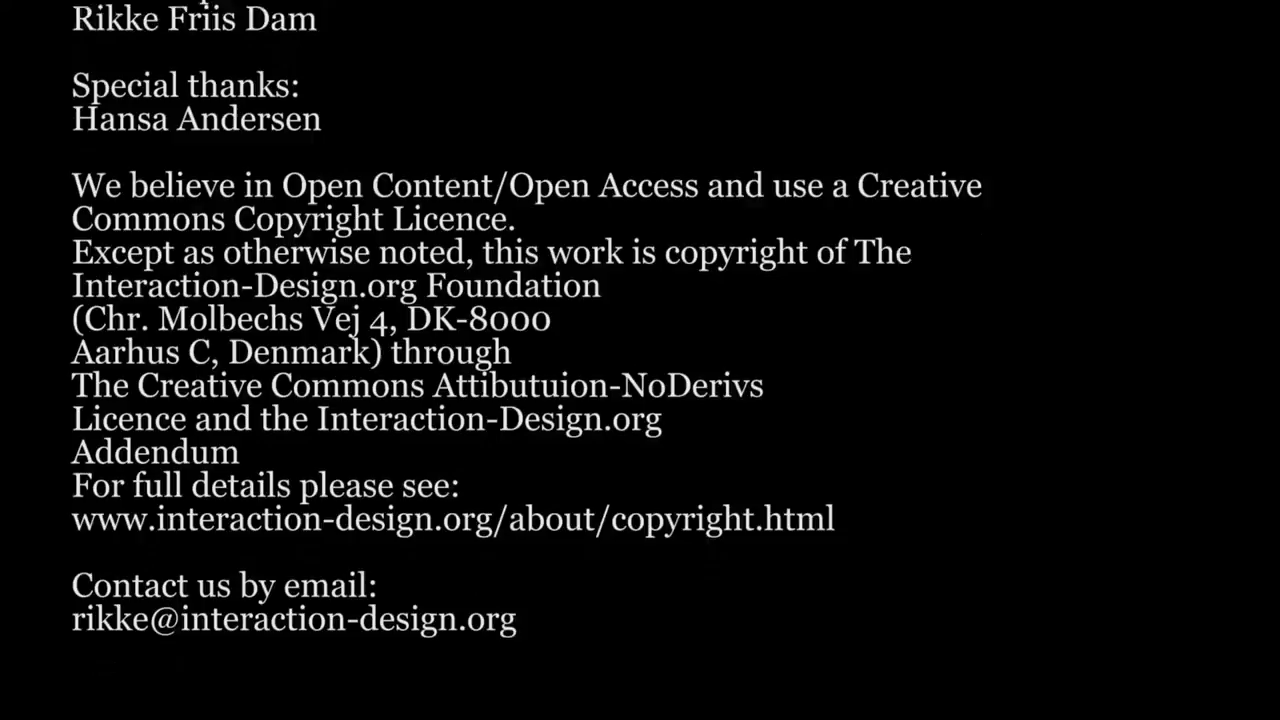 Rikke Friis Dam
Special thanks:
Hansa Andersen
We believe in Open Content/Open Access and use a Creative
Commons Copyright Licence.
Except as otherwise noted, this work is copyright of The
Interaction-Design.org Foundation
(Chr. Molbechs Vej 4, DK-8000
Aarhus C, Denmark) through
The Creative Commons Attibutuion-NoDerivs
Licence and the Interaction-Design.org
Addendum
For full details please see:
www.interaction-design.org/about/copyright.html
Contact us by email:
rikke@interaction-design.org